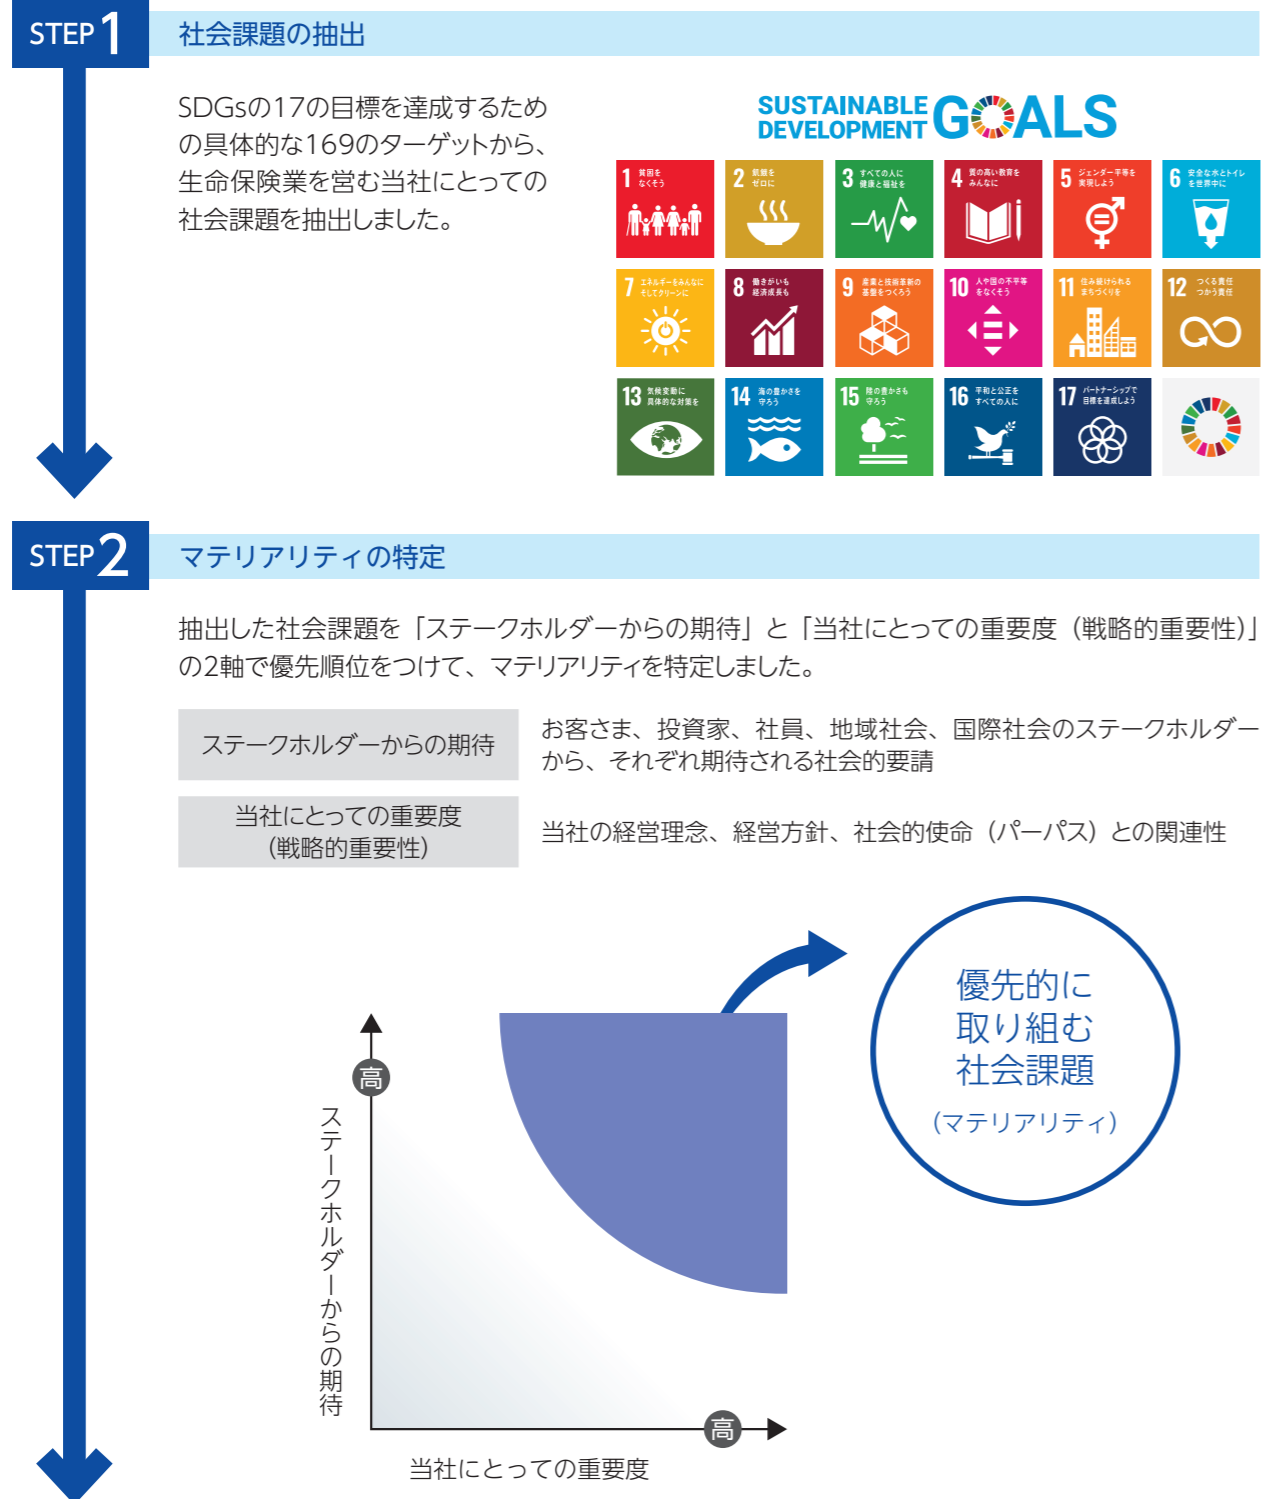 STEP1
社会課題の抽出
SDGsの17の目標を達成するため
の具体的な169のターゲットから、
生命保険業を営む当社にとっての
社会課題を抽出しました。
SUSTAINABLE
DEVELOPMENT
GOALS
1 貧困を
なくそう
2 飢餓を
ゼロに
3 すべての人に
健康と福祉を
4 質の高い教育を
みんなに
5 ジェンダー平等を
実現しよう
6 安全な水とトイレ
を世界中に
7 エネルギーをみんなに
そしてクリーンに
8 働きがいも
経済成長も
9 産業と技術革新の
基盤をつくろう
10 人や国の不平等
をなくそう
11 住み続けられる
まちづくりを
12 つくる責任
つかう責任
13 気候変動に
具体的な対策を
14 海の豊かさを
守ろう
15 陸の豊かさも
守ろう
16 平和と公正を
すべての人に
17 パートナーシップで
目標を達成しよう
STEP2
マテリアリティの特定
抽出した社会課題を「ステークホルダーからの期待」と「当社にとっての重要度（戦略的重要性）」
の2軸で優先順位をつけて、マテリアリティを特定しました。
ステークホルダーからの期待
お客さま、投資家、社員、地域社会、国際社会のステークホルダー
から、それぞれ期待される社会的要請
当社にとっての重要度
（戦略的重要性）
当社の経営理念、経営方針、社会的使命（パーパス）との関連性
優先的に
取り組む
社会課題
（マテリアリティ）
高
ステークホルダーからの期待
高
当社にとっての重要度